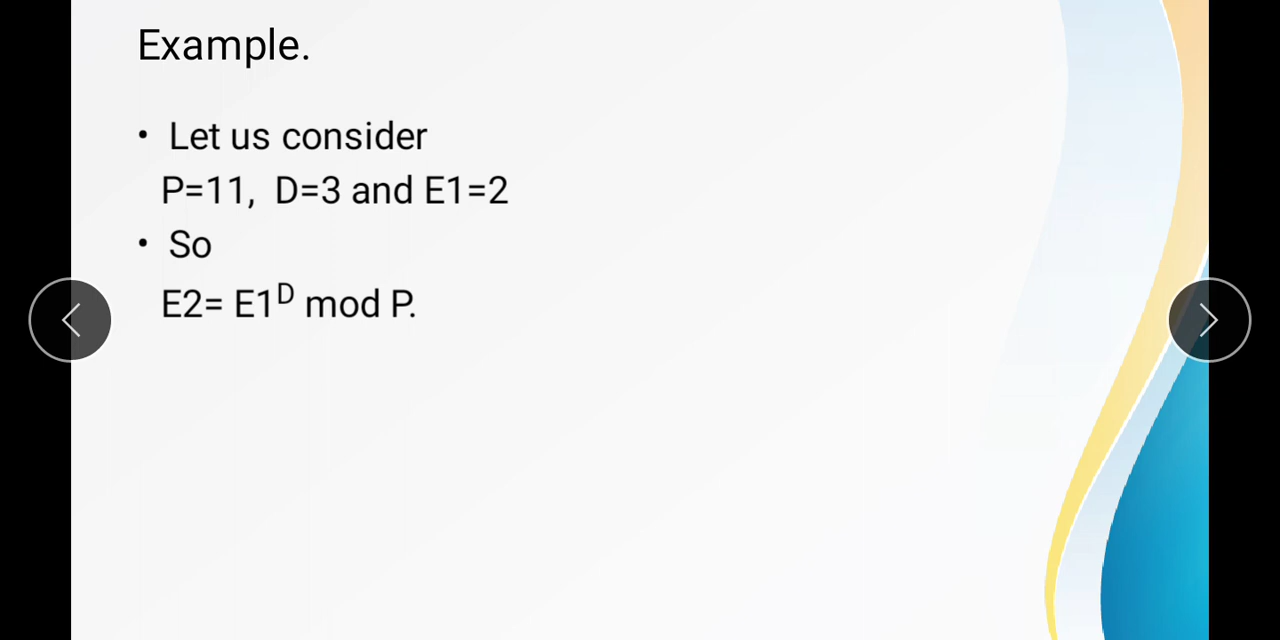 Example.
• Let us consider
P=11, D=3 and E1=2
• So
E2= E1ᴰ mod P.